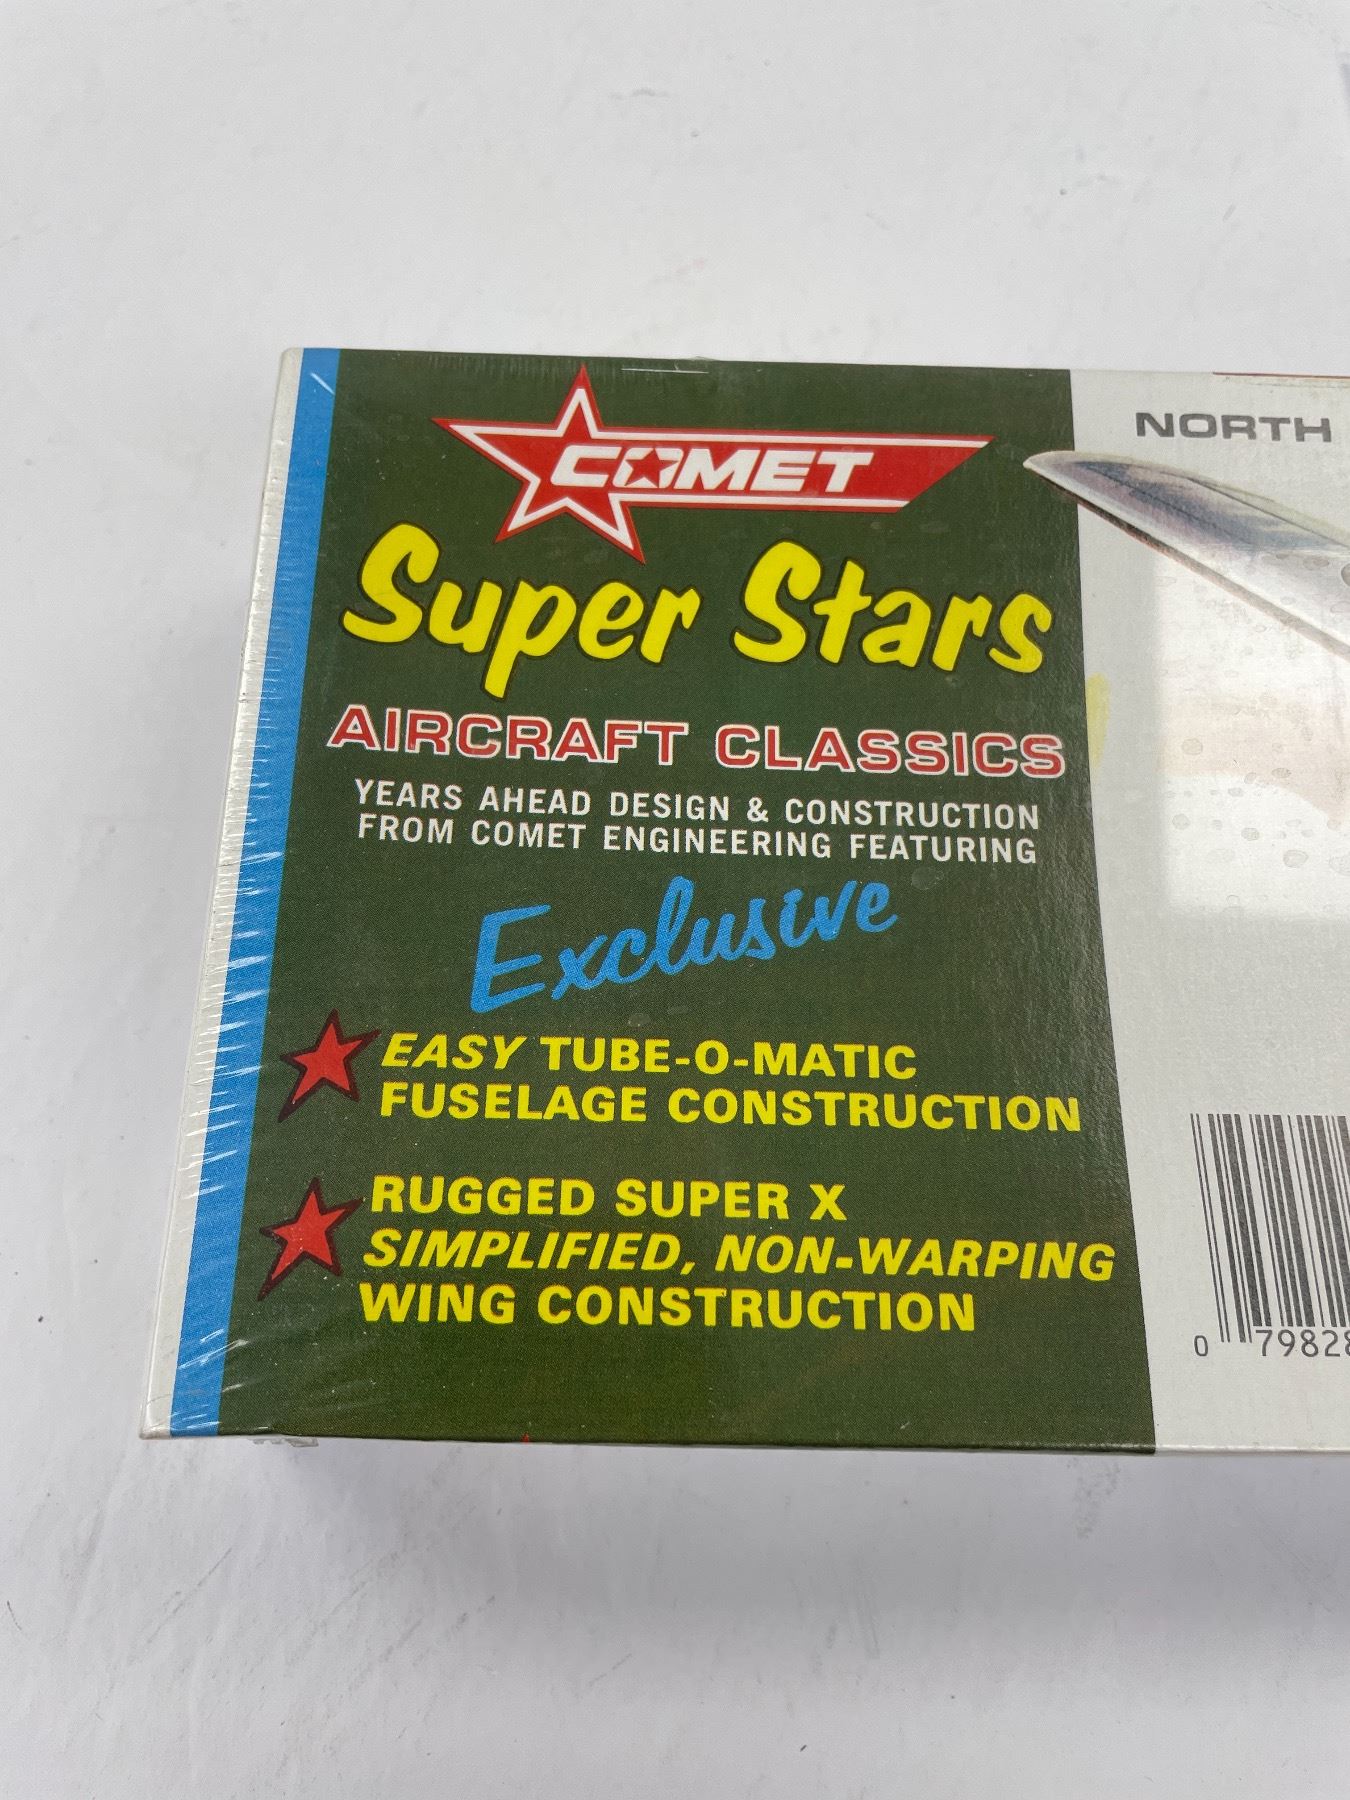 COMET
Super Stars
AIRCRAFT CLASSICS
YEARS AHEAD DESIGN & CONSTRUCTION
FROM COMET ENGINEERING FEATURING
Exclusive
EASY TUBE-O-MATIC
FUSELAGE CONSTRUCTION
RUGGED SUPER X
SIMPLIFIED, NON-WARPING
WING CONSTRUCTION
NORTH
0 79828